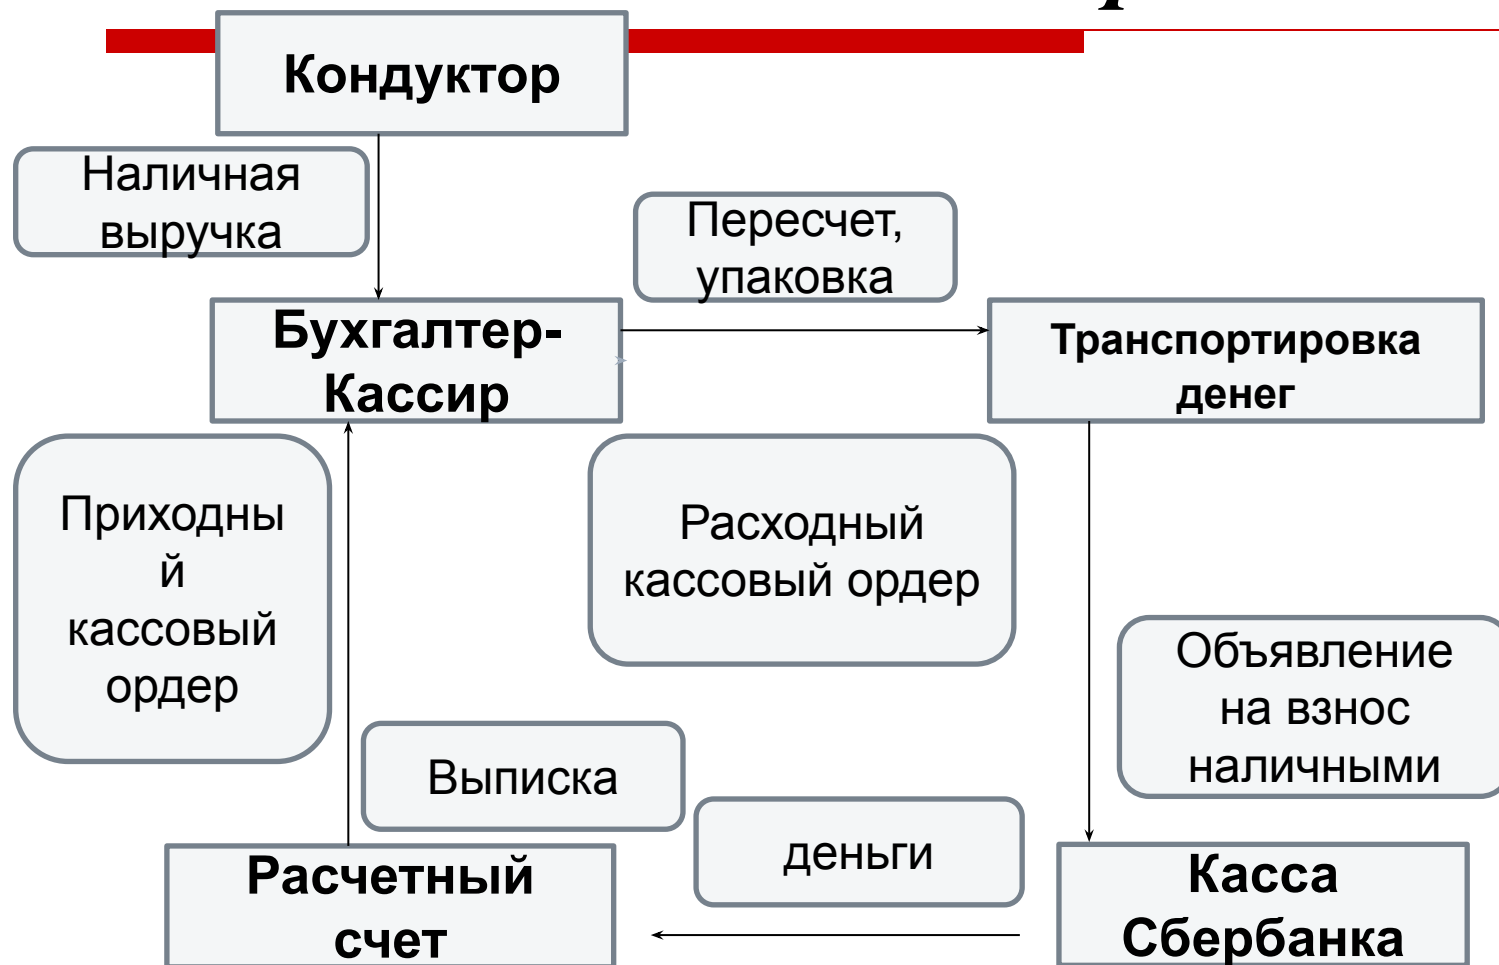 Кондуктор
Наличная
выручка
Пересчет,
упаковка
Бухгалтер-
Кассир
Транспортировка
денег
Приходны
й
кассовый
ордер
Расходный
кассовый ордер
Объявление
на взнос
наличными
Выписка
деньги
Расчетный
счет
Касса
Сбербанка